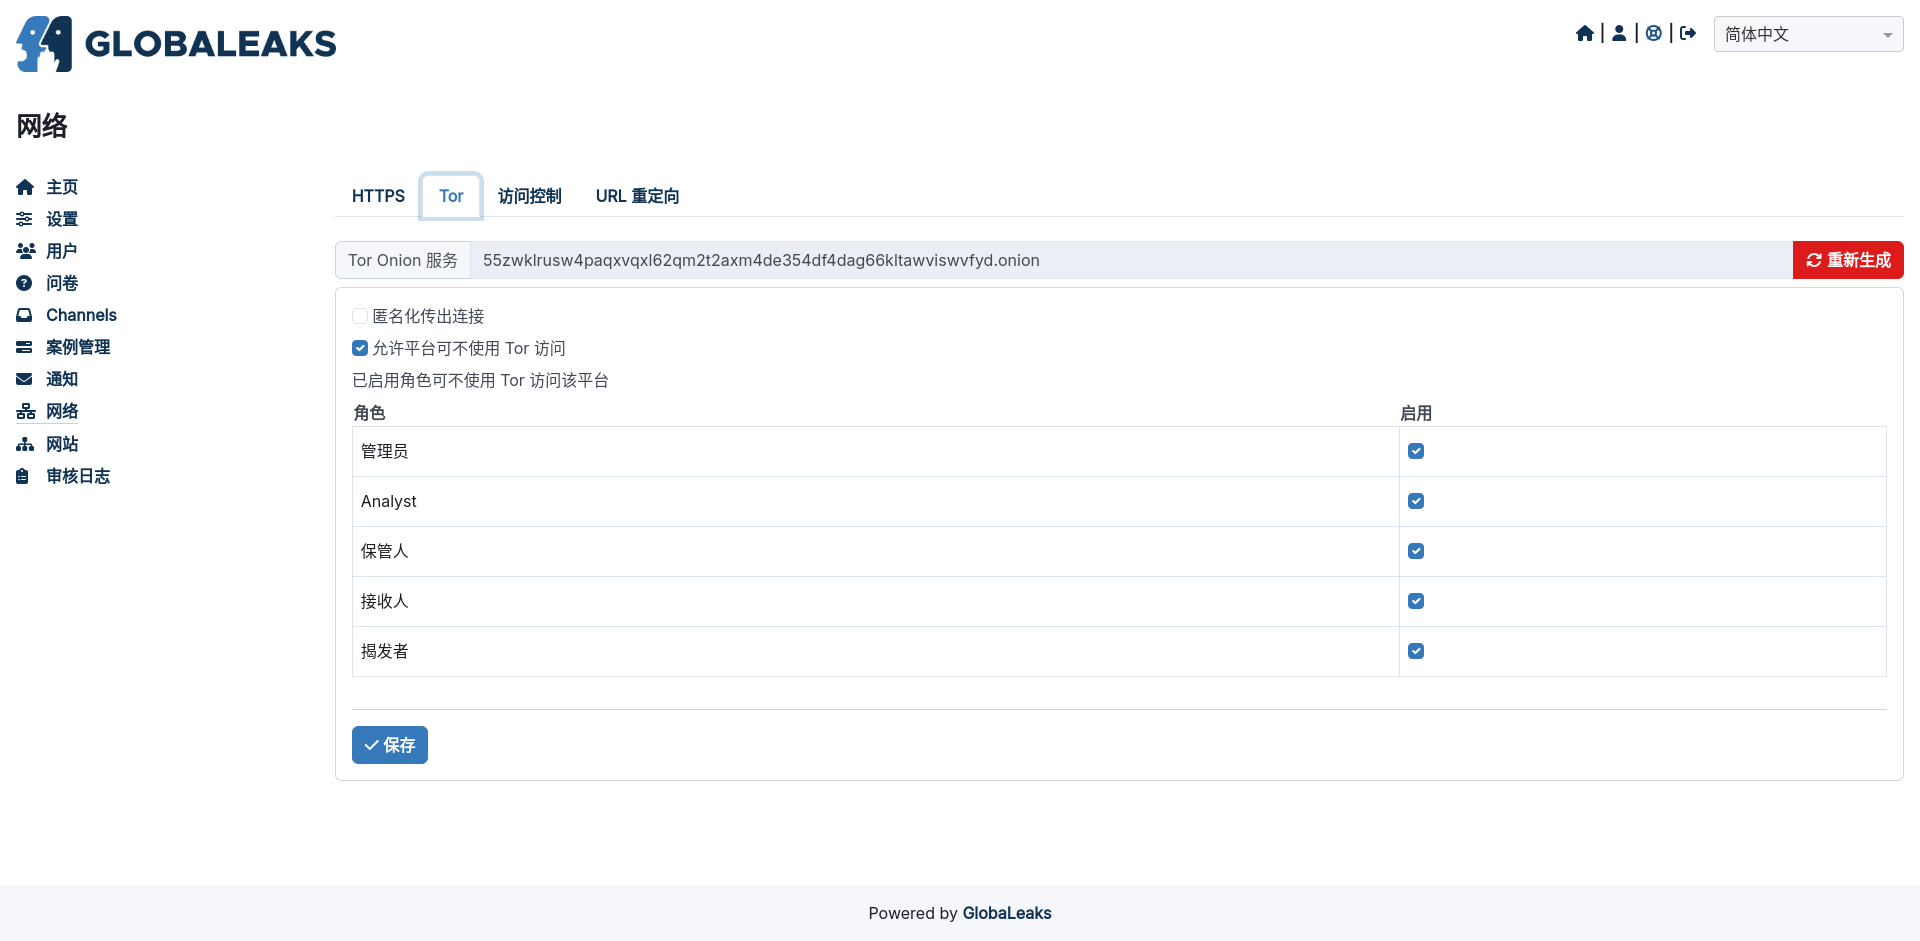 GLOBALEAKS
简体中文
网络
主页
设置
用户
问卷
Channels
案例管理
通知
网络
网站
审核日志
HTTPS
Tor
访问控制
URL 重定向
Tor Onion 服务
55zwklrusw4paqxvqxl62qm2t2axm4de354df4dag66kltawviswvfyd.onion
重新生成
匿名化传出连接
允许平台可不使用 Tor 访问
已启用角色可不使用 Tor 访问该平台
角色 启用
管理员
Analyst
保管人
接收人
揭发者
保存
Powered by GlobaLeaks